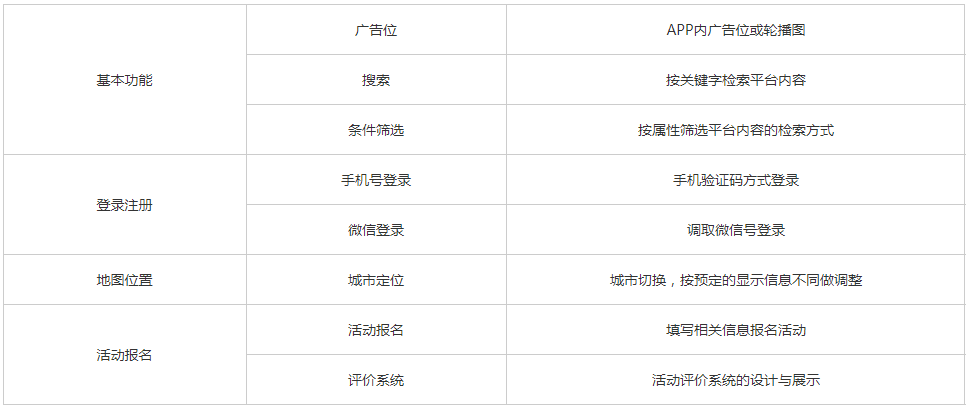 基本功能
广告位
APP内广告位或轮播图
搜索
按关键字检索平台内容
条件筛选
按属性筛选平台内容的检索方式
登录注册
手机号登录
手机验证码方式登录
微信登录
调取微信号登录
地图位置
城市定位
城市切换，按预定的显示信息不同做调整
活动报名
活动报名
填写相关信息报名活动
评价系统
活动评价系统的设计与展示